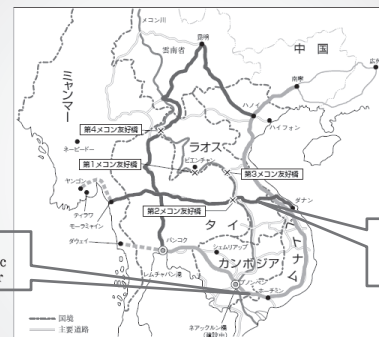 メコン川
昆明
中 国
雲南省
広州
南寧
ミャンマー
ハノイ
ハイフォン
第4メコン友好橋
ラオス
ネーピードー
第1メコン友好橋
ビエンチャン
第3メコン友好橋
ヤンゴン
ティラワ
第2メコン友好橋
ダナン
モーラミャイン
タ イ
ベトナム
ダウェイ
バンコク
シェムリアップ
カンボジア
レムチャバン港
プノンペン
ホーチミン
ネアックルン橋
(建設中)
国境
主要道路